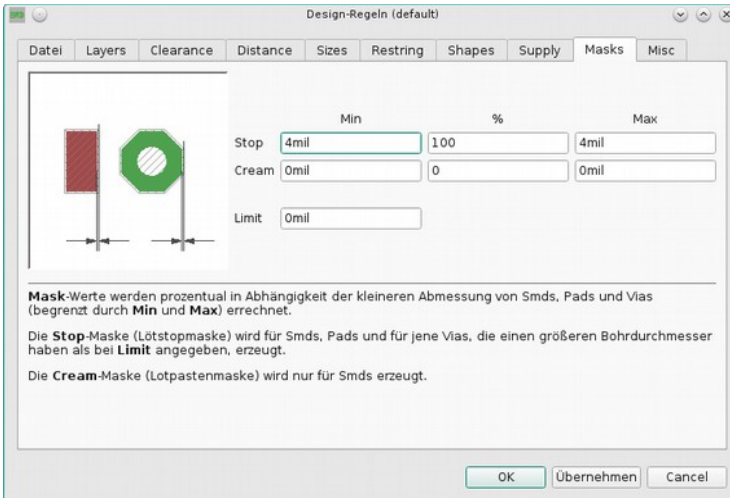 Design-Regeln (default)
Datei Layers Clearance Distance Sizes Restring Shapes Supply Masks Misc
Min % Max
Stop 4mil 100 4mil
Cream 0mil 0 0mil
Limit 0mil
Mask-Werte werden prozentual in Abhängigkeit der kleineren Abmessung von Smds, Pads und Vias
(begrenzt durch Min und Max) errechnet.
Die Stop-Maske (Lötstopmaske) wird für Smds, Pads und für jene Vias, die einen größeren Bohrdurchmesser
haben als bei Limit angegeben, erzeugt.
Die Cream-Maske (Lotpastenmaske) wird nur für Smds erzeugt.
OK Übernehmen Cancel